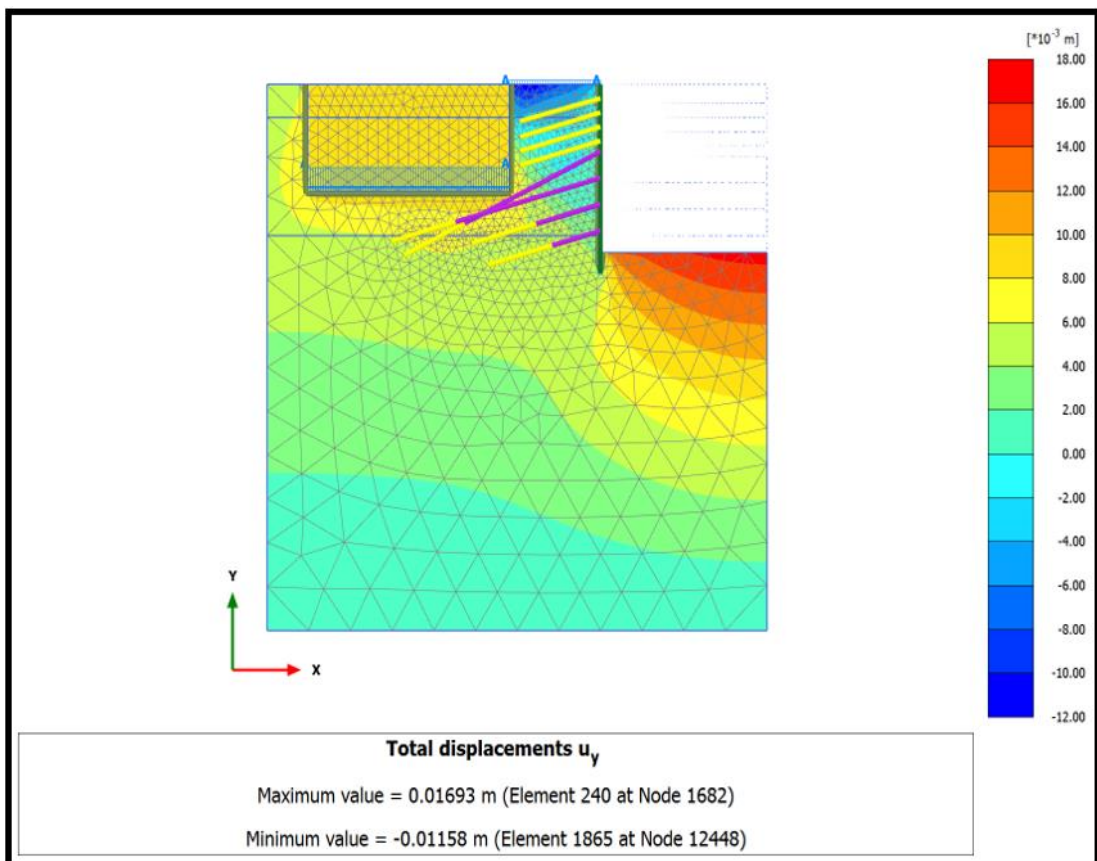 [*10⁻³ m]
18.00
16.00
14.00
12.00
10.00
8.00
6.00
4.00
2.00
0.00
-2.00
-4.00
-6.00
-8.00
-10.00
-12.00
A A
A A
Y
X
Total displacements uᵧ
Maximum value = 0.01693 m (Element 240 at Node 1682)
Minimum value = -0.01158 m (Element 1865 at Node 12448)